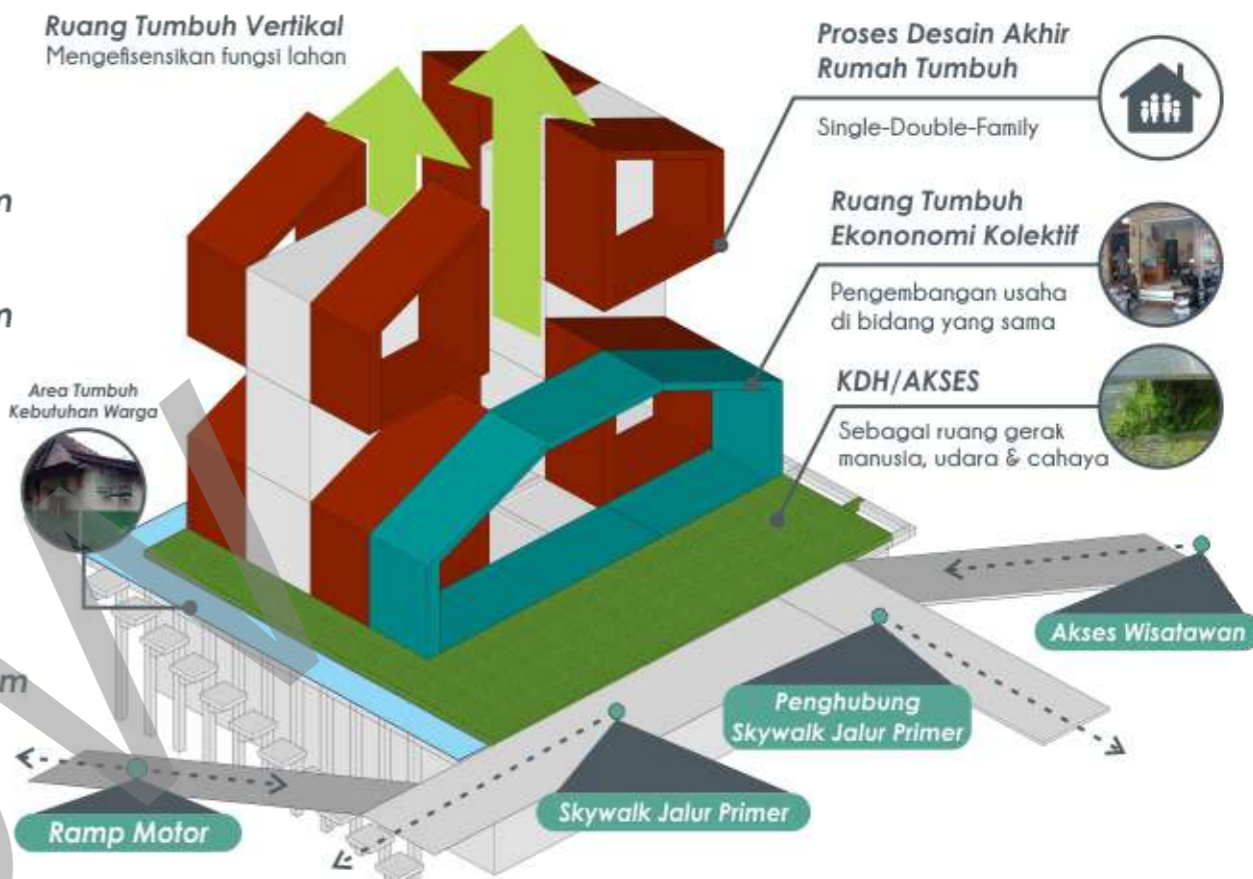 Ruang Tumbuh Vertikal
Mengefisensikan fungsi lahan
Proses Desain Akhir
Rumah Tumbuh
Single-Double-Family
Ruang Tumbuh
Ekononomi Kolektif
Pengembangan usaha
di bidang yang sama
KDH/AKSES
Sebagai ruang gerak
manusia, udara & cahaya
Area Tumbuh
Kebutuhan Warga
Akses Wisatawan
Penghubung
Skywalk Jalur Primer
Skywalk Jalur Primer
Ramp Motor